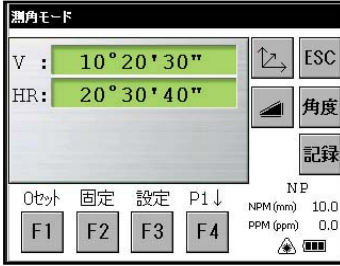 測角モード
V : 10°20'30"
HR: 20°30'40"
ESC
角度
記録
0セット 固定 設定 P1↓
F1 F2 F3 F4
NP
NPM (mm) 10.0
PPM (ppm) 0.0